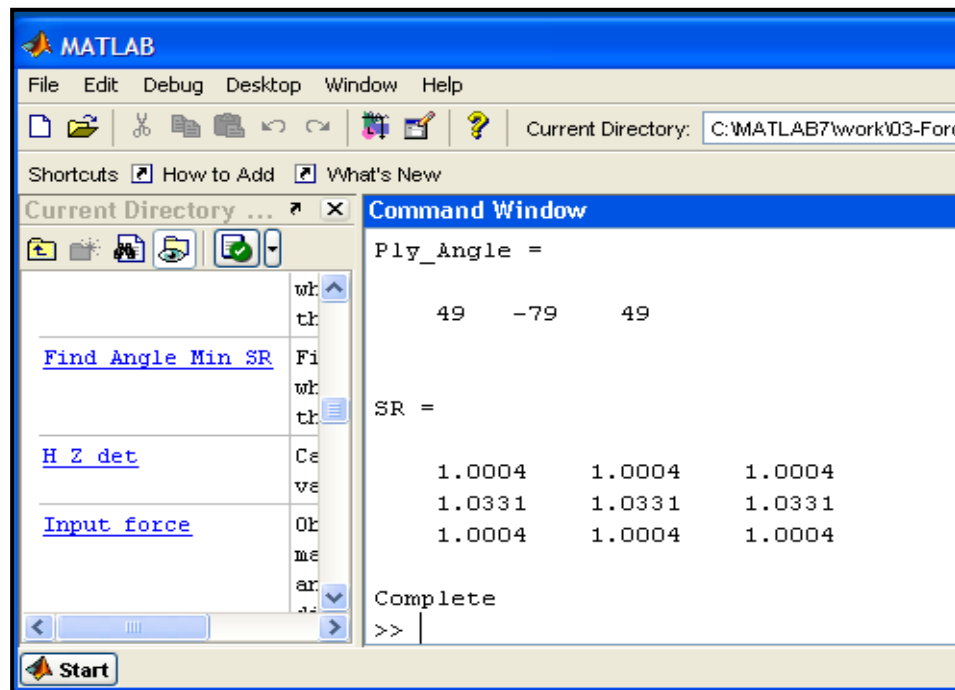 MATLAB
File Edit Debug Desktop Window Help
Current Directory: C:\MATLAB7\work\03-For
Shortcuts How to Add What's New
Current Directory ...
wh
th
Find Angle Min SR Fi
wh
th
H Z det Ca
va
Input force Ob
ma
an
Command Window
Ply_Angle =
49 -79 49
SR =
1.0004 1.0004 1.0004
1.0331 1.0331 1.0331
1.0004 1.0004 1.0004
Complete
>>
Start